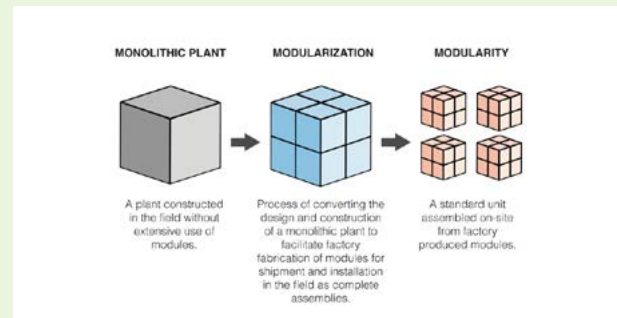 MONOLITHIC PLANT
MODULARIZATION
MODULARITY
A plant constructed
in the field without
extensive use of
modules.
Process of converting the
design and construction
of a monolithic plant to
facilitate factory
fabrication of modules for
shipment and installation
in the field as complete
assemblies.
A standard unit
assembled on-site
from factory
produced modules.